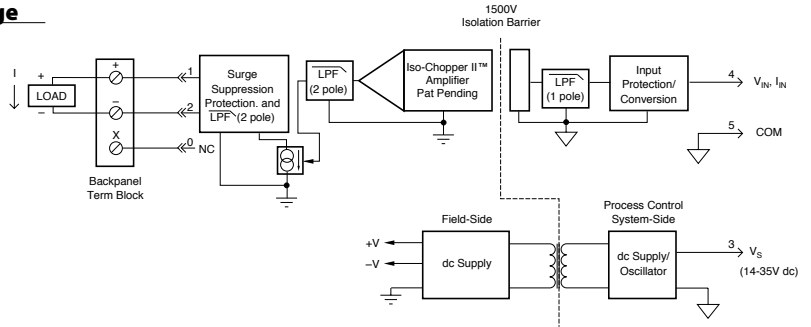 ge
1500V
Isolation Barrier
I
+
LOAD
–
+
–
X
Backpanel
Term Block
1
2
0 NC
Surge
Suppression
Protection. and
LPF (2 pole)
LPF
(2 pole)
Iso-Chopper II™
Amplifier
Pat Pending
LPF
(1 pole)
Input
Protection/
Conversion
4
VIN, IIN
5
COM
Field-Side
+V
–V
dc Supply
Process Control
System-Side
dc Supply/
Oscillator
3
VS
(14-35V dc)